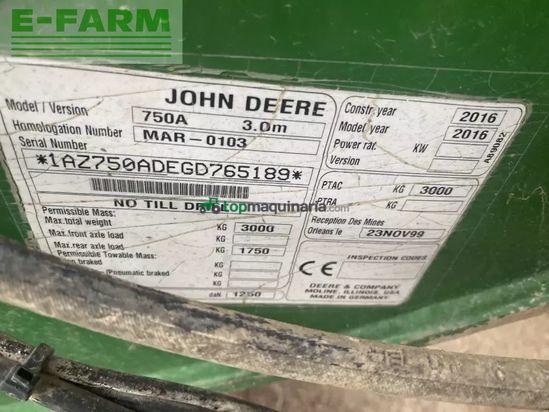 E-FARM
JOHN DEERE
Model / Version 750A 3.0m
Homologation Number MAR-0103
Serial Number
*1AZ750ADEGD765189*
NO TILL
topmaquinaria.com
Permissible Mass:
Max.total weight KG 3000
Max.front axle load KG
Max.rear axle load KG 1750
Permissible Towable Mass: KG
braked KG
/Pneumatic braked KG
daN 1250
Constr. year 2016
Model year 2016
Power rat. KW
A89082
PTAC KG 3000
PTRA KG
Reception Des Mines
Orleans le 23NOV99
CE
INSPECTION CODES
DEERE & COMPANY
MOLINE, ILLINOIS, USA
MADE IN GERMANY